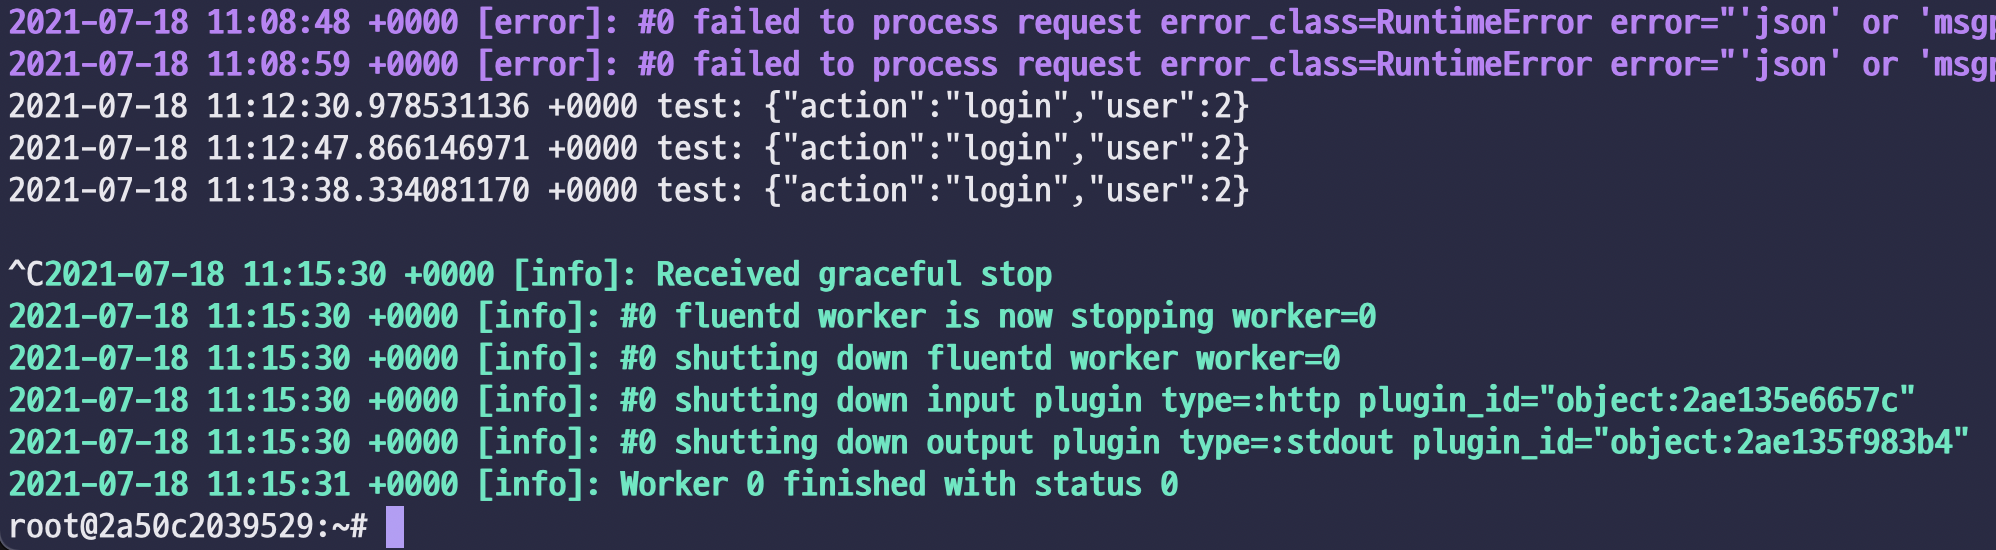 2021-07-18 11:08:48 +0000 [error]: #0 failed to process request error_class=RuntimeError error="'json' or 'msgp
2021-07-18 11:08:59 +0000 [error]: #0 failed to process request error_class=RuntimeError error="'json' or 'msgp
2021-07-18 11:12:30.978531136 +0000 test: {"action":"login","user":2}
2021-07-18 11:12:47.866146971 +0000 test: {"action":"login","user":2}
2021-07-18 11:13:38.334081170 +0000 test: {"action":"login","user":2}
^C2021-07-18 11:15:30 +0000 [info]: Received graceful stop
2021-07-18 11:15:30 +0000 [info]: #0 fluentd worker is now stopping worker=0
2021-07-18 11:15:30 +0000 [info]: #0 shutting down fluentd worker worker=0
2021-07-18 11:15:30 +0000 [info]: #0 shutting down input plugin type=:http plugin_id="object:2ae135e6657c"
2021-07-18 11:15:30 +0000 [info]: #0 shutting down output plugin type=:stdout plugin_id="object:2ae135f983b4"
2021-07-18 11:15:31 +0000 [info]: Worker 0 finished with status 0
root@2a50c2039529:~#